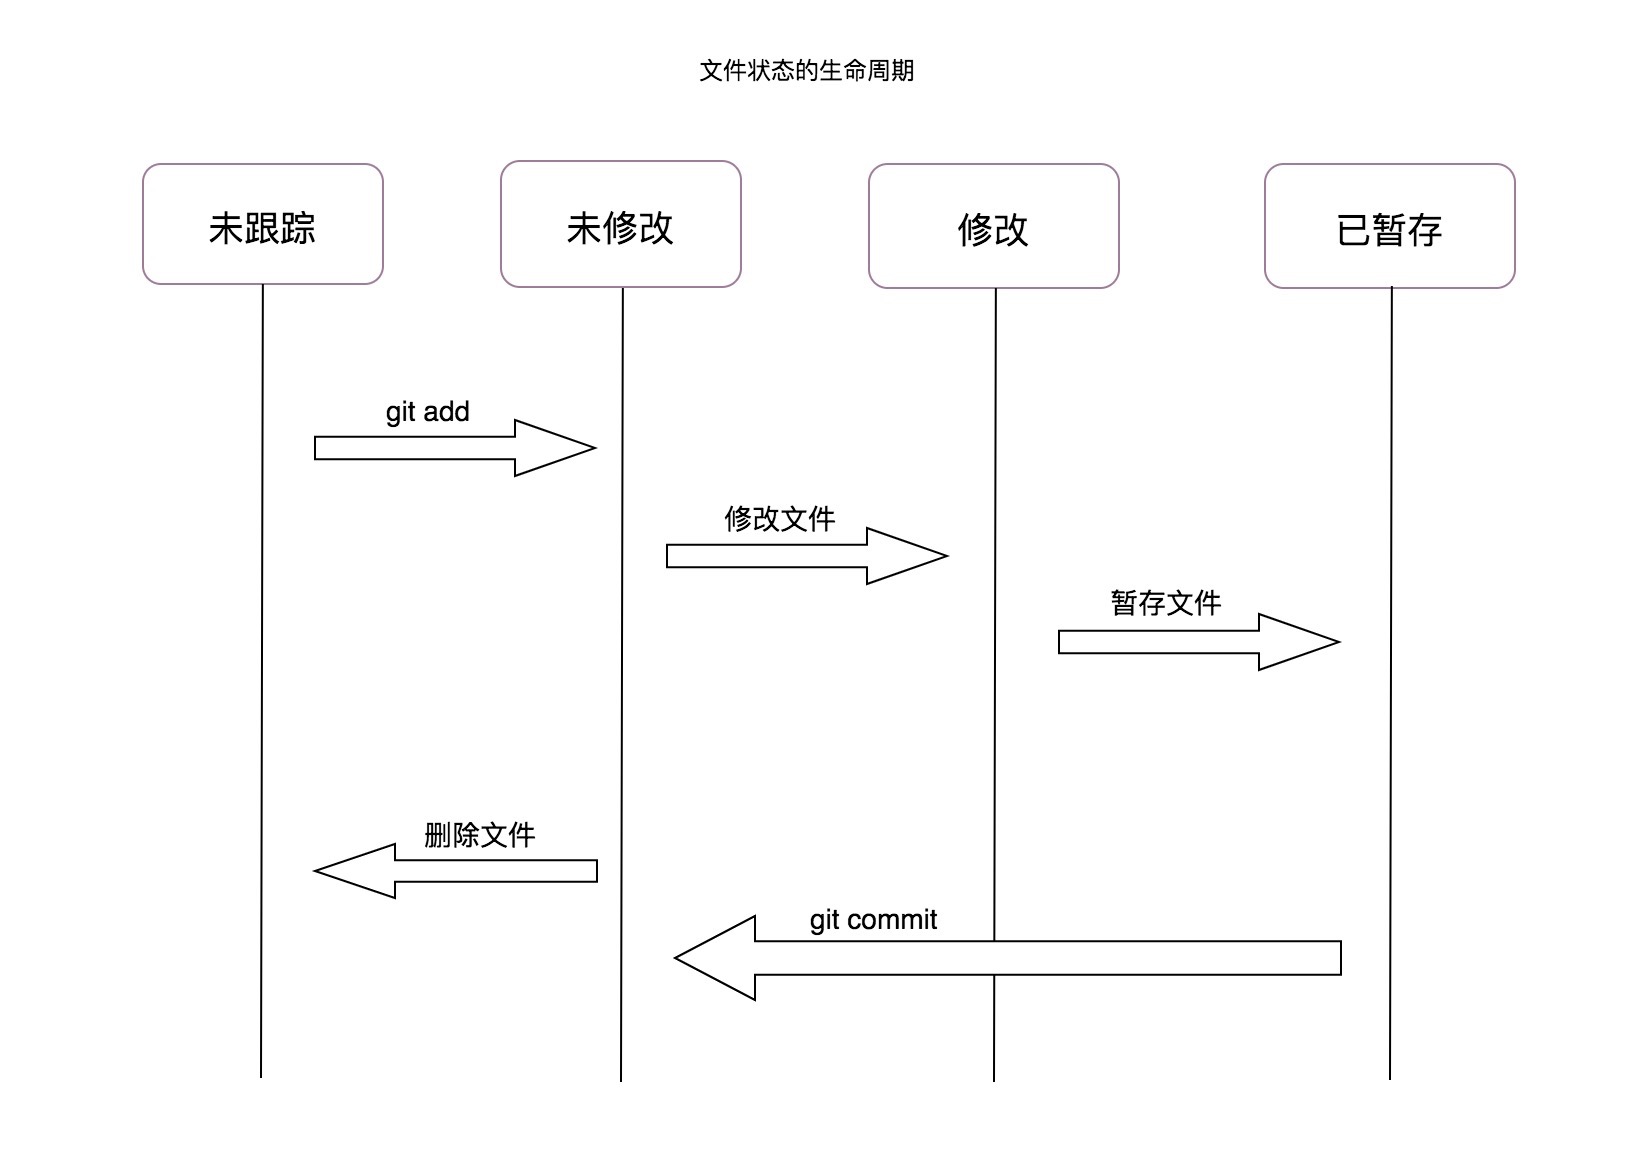 文件状态的生命周期
未跟踪
未修改
修改
已暂存
git add
修改文件
暂存文件
删除文件
git commit